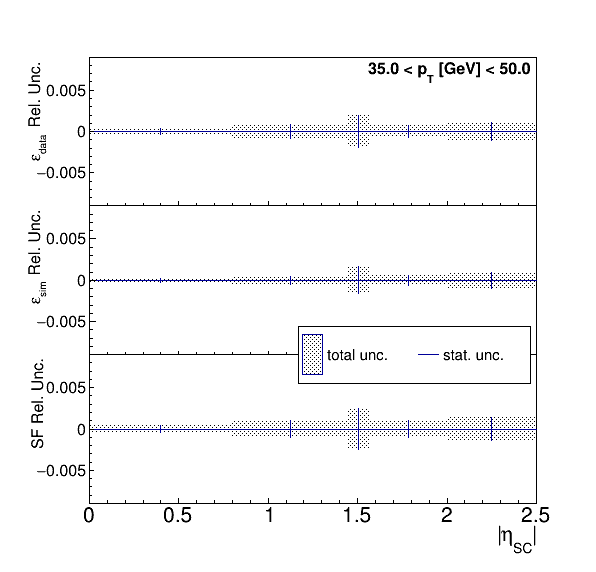 35.0 < p_T [GeV] < 50.0
ε_data Rel. Unc.
0.005
0
−0.005
ε_sim Rel. Unc.
0.005
0
−0.005
total unc.
stat. unc.
SF Rel. Unc.
0.005
0
−0.005
0 0.5 1 1.5 2 2.5
|η_SC|